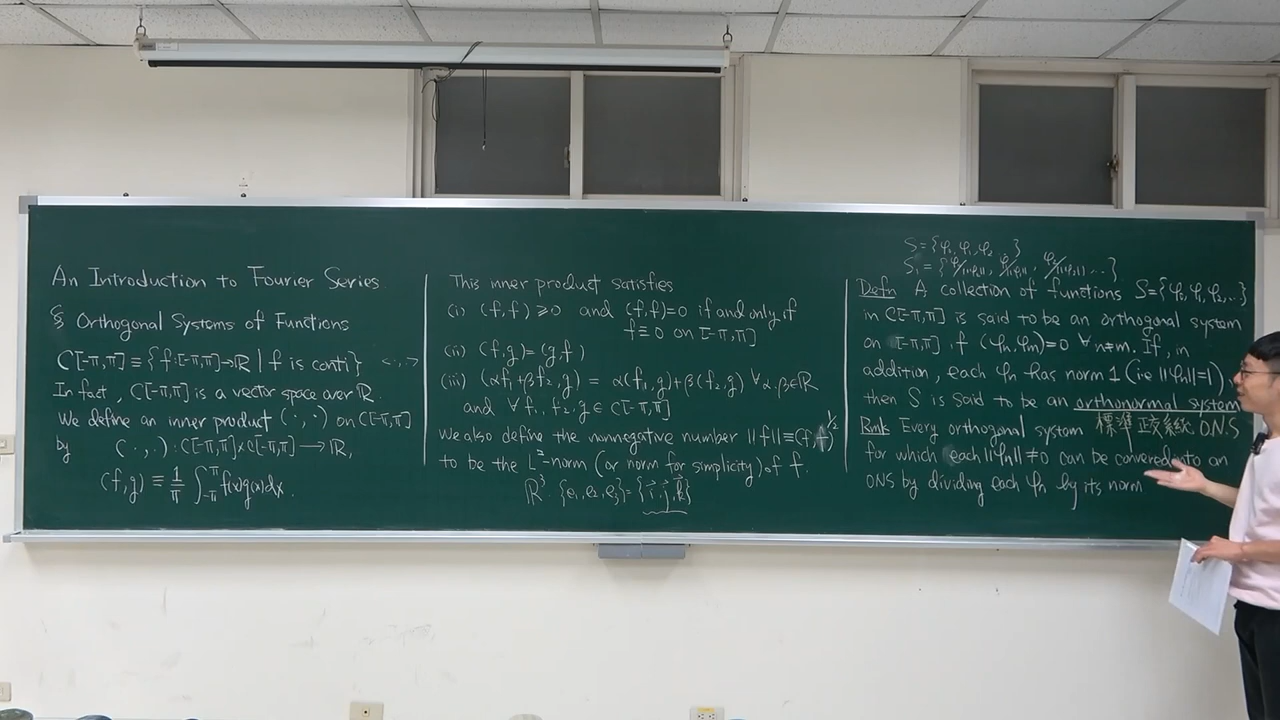 An Introduction to Fourier Series
§ Orthogonal Systems of Functions
C[-π,π] ≡ {f:[-π,π]→ℝ | f is conti} <·,·>
In fact, C[-π,π] is a vector space over ℝ.
We define an inner product (·,·) on C[-π,π]
by (·,·): C[-π,π]×C[-π,π] → ℝ,
(f,g) ≡ 1/π ∫_{-π}^{π} f(x)g(x)dx.
This inner product satisfies
(i) (f,f) ≥ 0 and (f,f)=0 if and only if
f≡0 on [-π,π]
(ii) (f,g)=(g,f)
(iii) (αf₁+βf₂,g) = α(f₁,g)+β(f₂,g) ∀α,β∈ℝ
and ∀f₁,f₂,g ∈ C[-π,π]
We also define the nonnegative number ||f||≡(f,f)^{1/2}
to be the L²-norm (or norm for simplicity) of f.
ℝ³ {e₁,e₂,e₃}={i,j,k}
S={φ₀,φ₁,φ₂ }
S₁={φ₀/||φ₀||, φ₁/||φ₁||, φ₂/||φ₂|| ...}
Defn A collection of functions S={φ₀,φ₁,φ₂,..}
in C[-π,π] is said to be an orthogonal system
on [-π,π] if (φn,φm)=0 ∀n≠m. If, in
addition, each φn has norm 1 (i.e ||φn||=1),
then S is said to be an orthonormal system
Rmk Every orthogonal system 標準正交系統 O.N.S
for which each ||φn||≠0 can be into an
ONS by dividing each φn by its norm